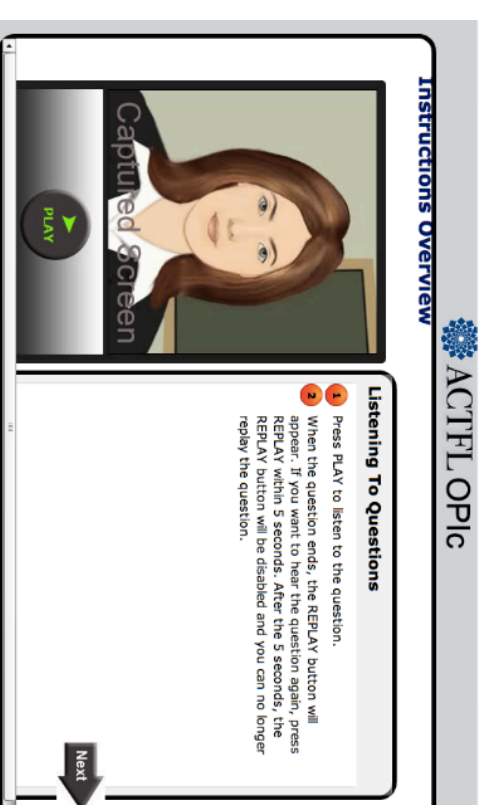 ACTFL OPIc
Instructions Overview
Captured Screen
PLAY
Listening To Questions
1 Press PLAY to listen to the question.
2 When the question ends, the REPLAY button will
appear. If you want to hear the question again, press
REPLAY within 5 seconds. After the 5 seconds, the
REPLAY button will be disabled and you can no longer
replay the question.
Next